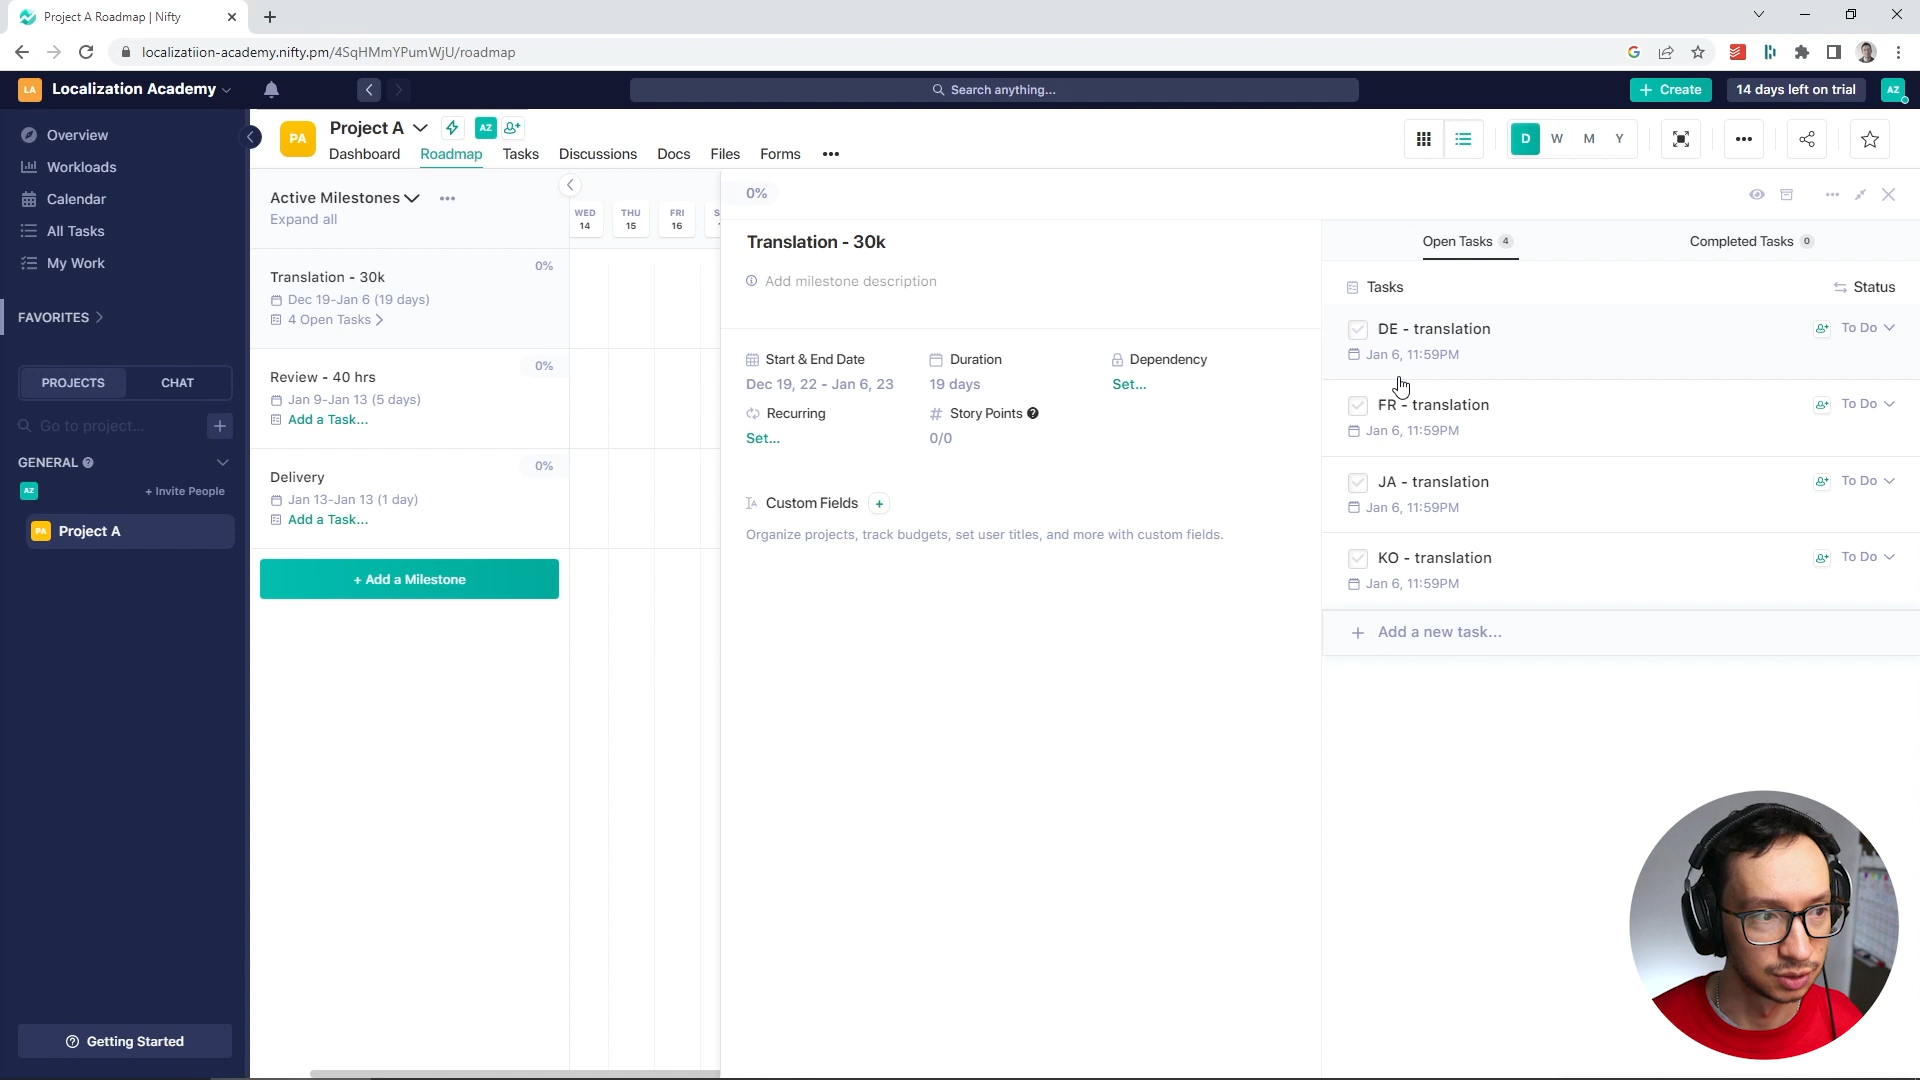 Project A Roadmap | Nifty
localizatiion-academy.nifty.pm/4SqHMmYPumWjU/roadmap
LA
Localization Academy
Search anything...
+ Create
14 days left on trial
AZ
Overview
Workloads
Calendar
All Tasks
My Work
FAVORITES
PROJECTS
CHAT
Go to project...
GENERAL
AZ
+ Invite People
PA
Project A
Getting Started
PA
Project A
AZ
Dashboard
Roadmap
Tasks
Discussions
Docs
Files
Forms
D
W
M
Y
Active Milestones
Expand all
WED
14
THU
15
FRI
16
Translation - 30k
0%
Dec 19-Jan 6 (19 days)
4 Open Tasks
Review - 40 hrs
0%
Jan 9-Jan 13 (5 days)
Add a Task...
Delivery
0%
Jan 13-Jan 13 (1 day)
Add a Task...
+ Add a Milestone
0%
Translation - 30k
Add milestone description
Start & End Date
Dec 19, 22 - Jan 6, 23
Duration
19 days
Dependency
Set...
Recurring
Set...
Story Points
0/0
Custom Fields
Organize projects, track budgets, set user titles, and more with custom fields.
Open Tasks 4
Completed Tasks 0
Tasks
Status
DE - translation
To Do
Jan 6, 11:59PM
FR - translation
To Do
Jan 6, 11:59PM
JA - translation
To Do
Jan 6, 11:59PM
KO - translation
To Do
Jan 6, 11:59PM
+ Add a new task...